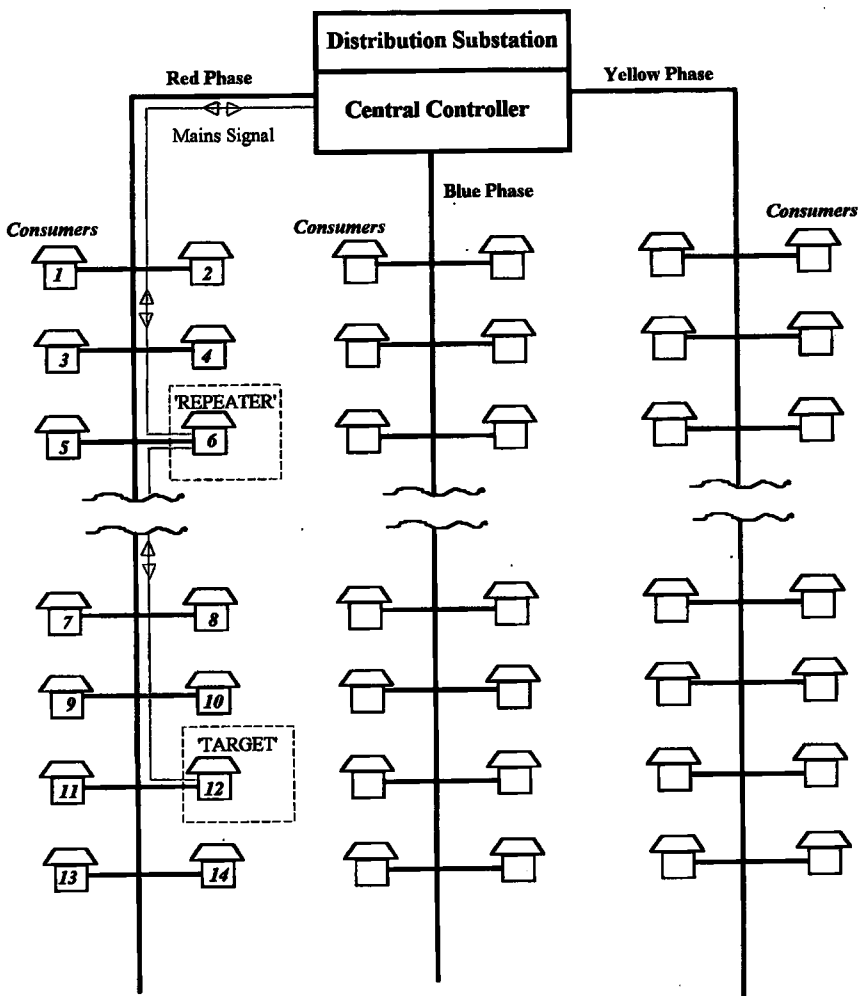 Distribution Substation
Red Phase
Yellow Phase
Central Controller
Mains Signal
Blue Phase
Consumers
Consumers
Consumers
1
2
3
4
'REPEATER'
5
6
7
8
9
10
'TARGET'
11
12
13
14